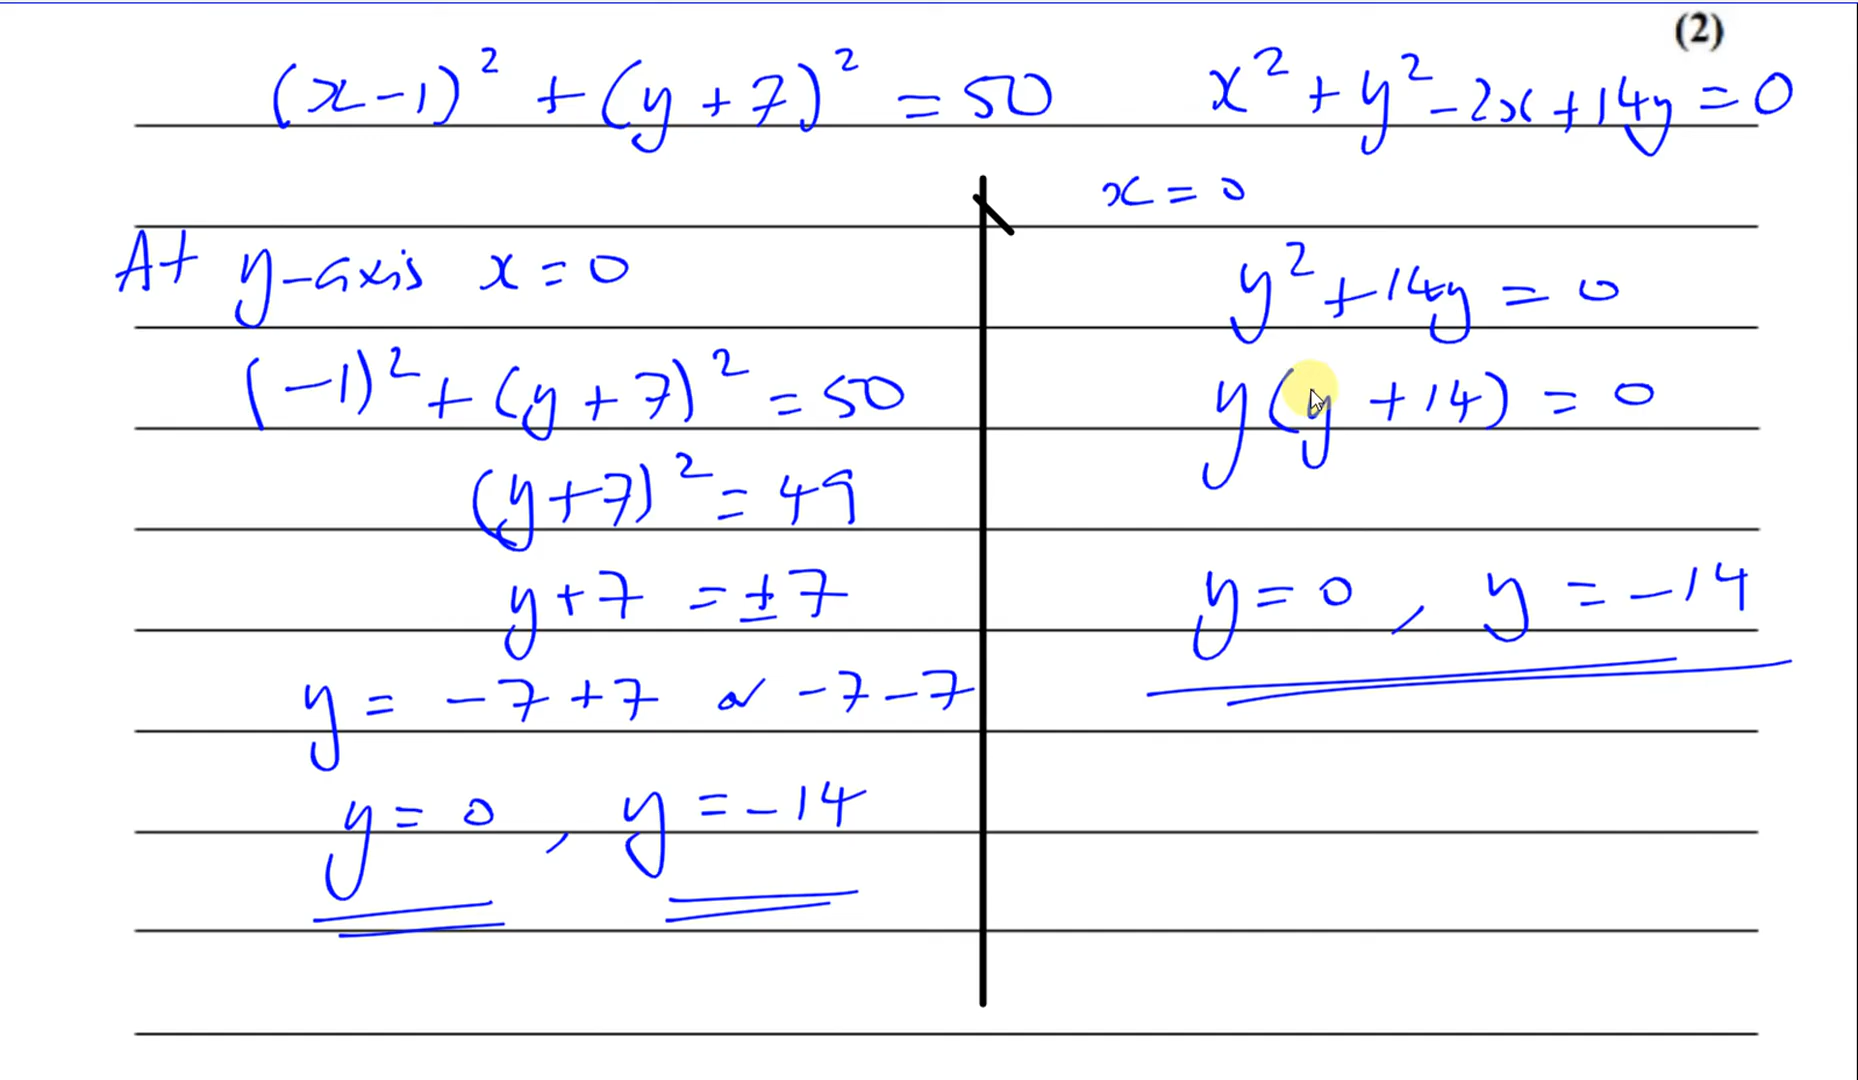 (2)
(x-1)² + (y+7)² = 50
x² + y² - 2x + 14y = 0
At y-axis x = 0
(-1)² + (y+7)² = 50
(y+7)² = 49
y+7 = ±7
y = -7+7 or -7-7
y = 0 , y = -14
x = 0
y² + 14y = 0
y(y + 14) = 0
y = 0 , y = -14